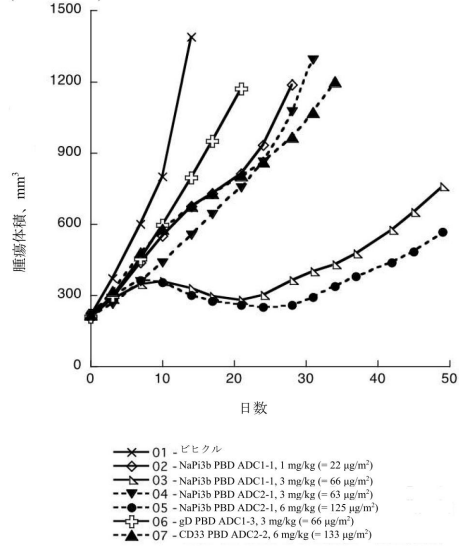 1500
1200
900
600
300
0
腫瘍体積、mm³
0 10 20 30 40 50
日数
01 - ビヒクル
02 - NaPi3b PBD ADC1-1, 1 mg/kg (= 22 μg/m²)
03 - NaPi3b PBD ADC1-1, 3 mg/kg (= 66 μg/m²)
04 - NaPi3b PBD ADC2-1, 3 mg/kg (= 63 μg/m²)
05 - NaPi3b PBD ADC2-1, 6 mg/kg (= 125 μg/m²)
06 - gD PBD ADC1-3, 3 mg/kg (= 66 μg/m²)
07 - CD33 PBD ADC2-2, 6 mg/kg (= 133 μg/m²)